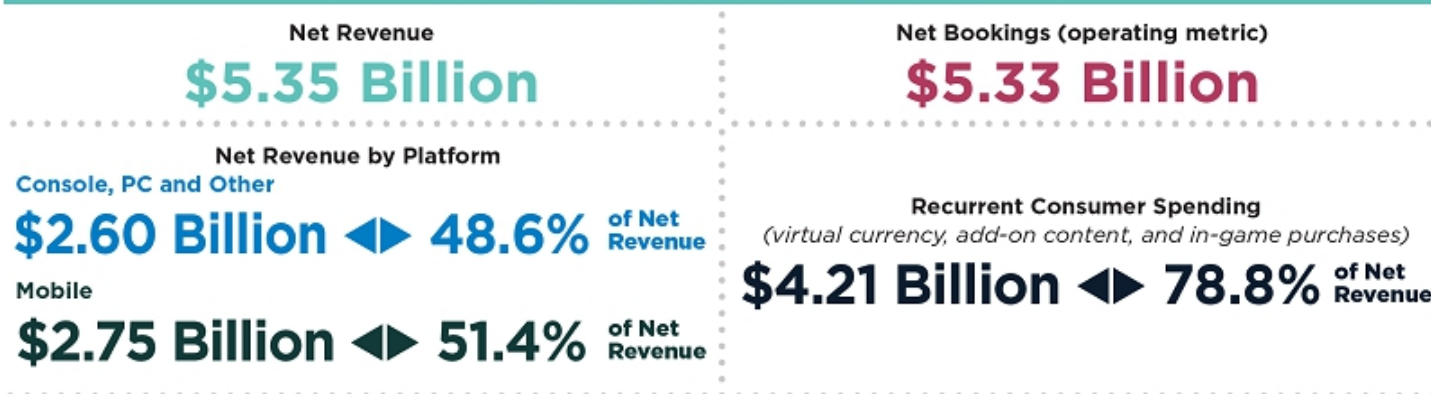 Net Revenue
$5.35 Billion
Net Bookings (operating metric)
$5.33 Billion
Net Revenue by Platform
Console, PC and Other
$2.60 Billion 48.6% of Net
Revenue
Mobile
$2.75 Billion 51.4% of Net
Revenue
Recurrent Consumer Spending
(virtual currency, add-on content, and in-game purchases)
$4.21 Billion 78.8% of Net
Revenue